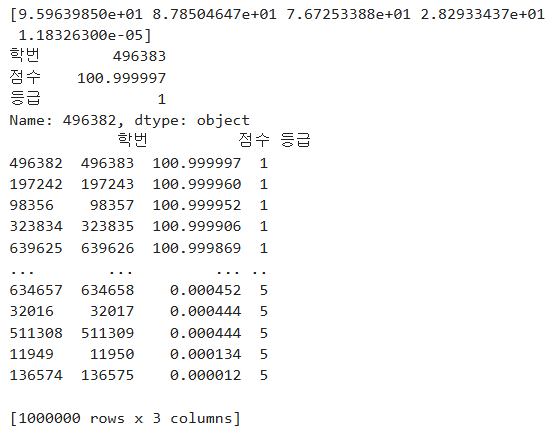 [9.59639850e+01 8.78504647e+01 7.67253388e+01 2.82933437e+01
 1.18326300e-05]
학번        496383
점수    100.999997
등급             1
Name: 496382, dtype: object
            학번          점수 등급
496382  496383  100.999997  1
197242  197243  100.999960  1
98356    98357  100.999952  1
323834  323835  100.999906  1
639625  639626  100.999869  1
...        ...         ... ..
634657  634658    0.000452  5
32016    32017    0.000444  5
511308  511309    0.000444  5
11949    11950    0.000134  5
136574  136575    0.000012  5
[1000000 rows x 3 columns]